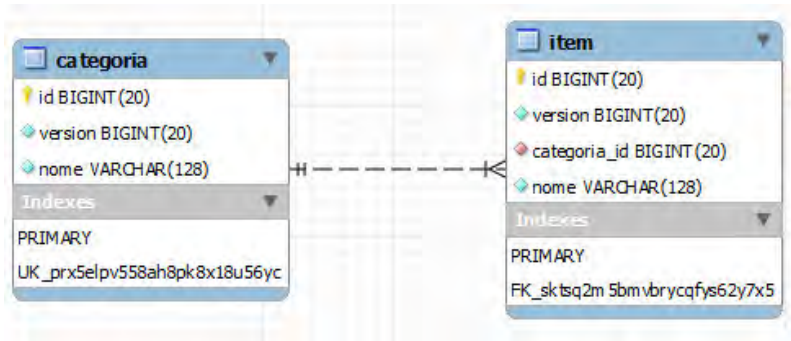 categoria
id BIGINT(20)
version BIGINT(20)
nome VARCHAR(128)
Indexes
PRIMARY
UK_prx5elpv558ah8pk8x18u56yc
item
id BIGINT(20)
version BIGINT(20)
categoria_id BIGINT(20)
nome VARCHAR(128)
Indexes
PRIMARY
FK_sktsq2m5bmvbrycqfys62y7x5